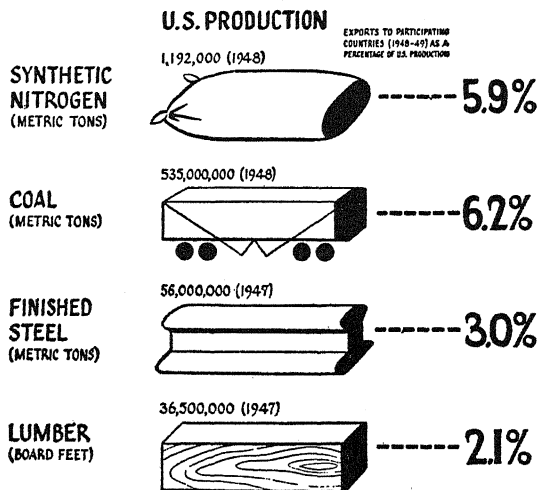 U.S. PRODUCTION
EXPORTS TO PARTICIPATING
COUNTRIES (1948-49) AS A
PERCENTAGE OF U.S. PRODUCTION
SYNTHETIC
NITROGEN
(METRIC TONS)
1,192,000 (1948)
5.9%
COAL
(METRIC TONS)
535,000,000 (1948)
6.2%
FINISHED
STEEL
(METRIC TONS)
56,000,000 (1947)
3.0%
LUMBER
(BOARD FEET)
36,500,000 (1947)
2.1%